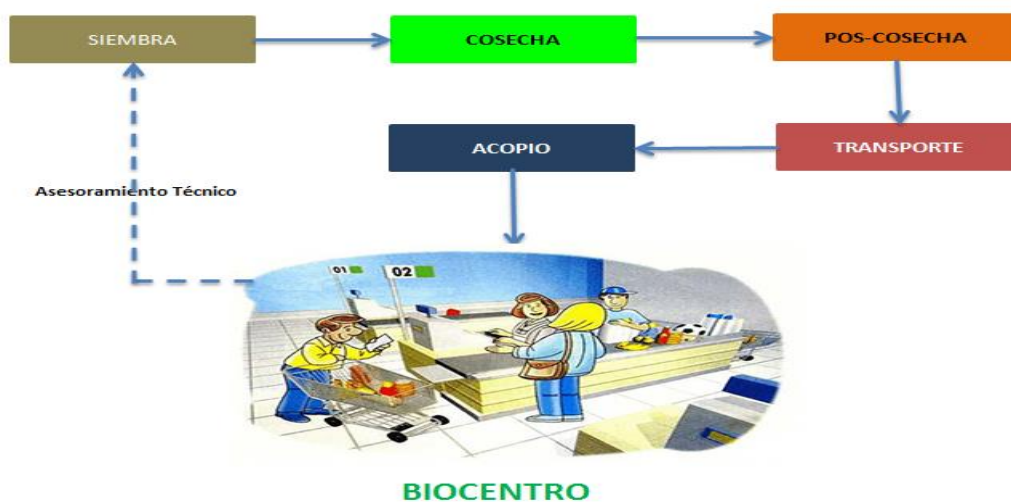 SIEMBRA
COSECHA
POS-COSECHA
ACOPIO
TRANSPORTE
Asesoramiento Técnico
01
02
BIOCENTRO